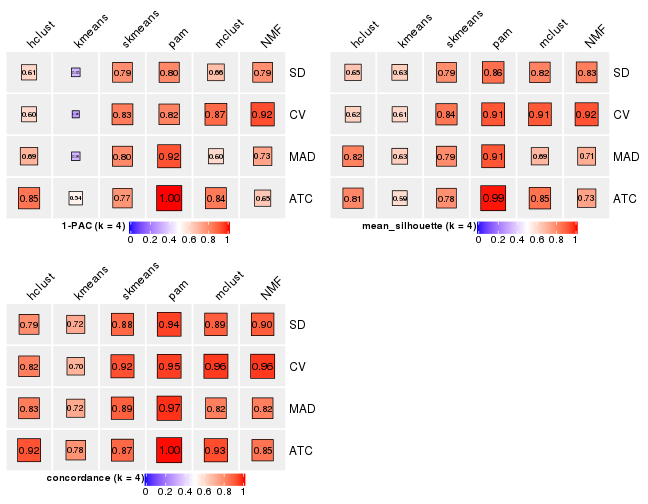 hclust kmeans skmeans pam mclust NMF
0.61 0.79 0.80 0.66 0.79 SD
0.60 0.83 0.82 0.87 0.92 CV
0.69 0.80 0.92 0.60 0.73 MAD
0.85 0.54 0.77 1.00 0.84 0.65 ATC
1-PAC (k = 4)
0 0.2 0.4 0.6 0.8 1
hclust kmeans skmeans pam mclust NMF
0.65 0.63 0.79 0.86 0.82 0.83 SD
0.62 0.61 0.84 0.91 0.91 0.92 CV
0.82 0.63 0.79 0.91 0.69 0.71 MAD
0.81 0.59 0.78 0.99 0.85 0.73 ATC
mean_silhouette (k = 4)
0 0.2 0.4 0.6 0.8 1
hclust kmeans skmeans pam mclust NMF
0.79 0.72 0.88 0.94 0.89 0.90 SD
0.82 0.70 0.92 0.95 0.96 0.96 CV
0.83 0.72 0.89 0.97 0.82 0.82 MAD
0.92 0.78 0.87 1.00 0.93 0.85 ATC
concordance (k = 4)
0 0.2 0.4 0.6 0.8 1